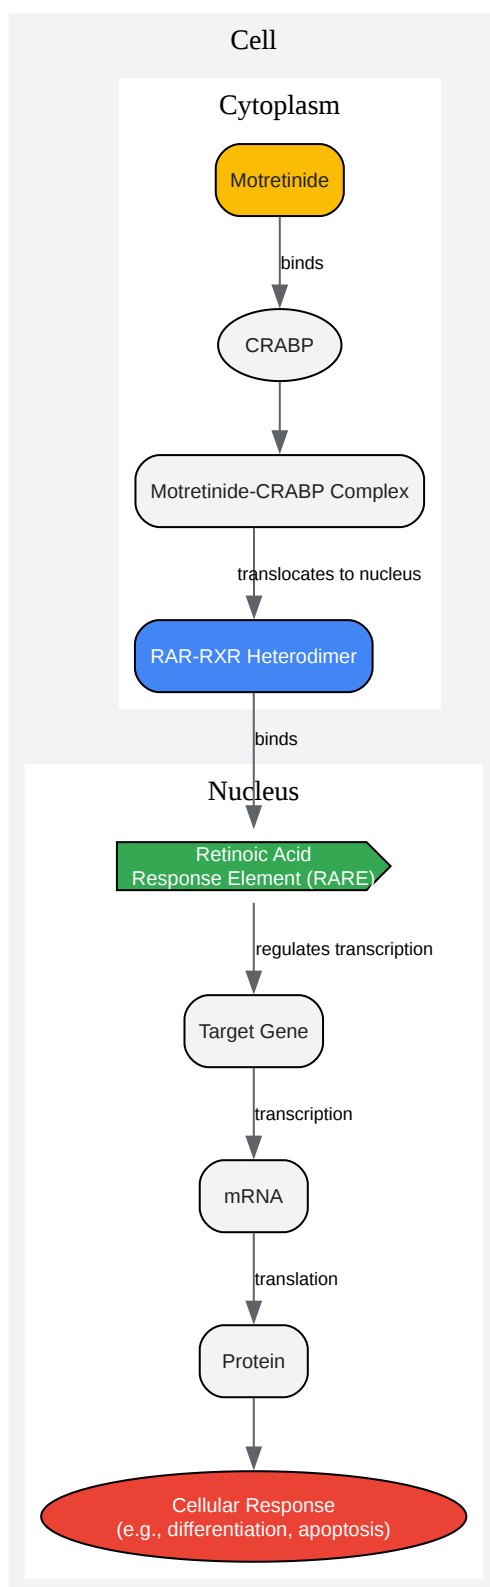 Cell
Cytoplasm
Motretinide
binds
CRABP
Motretinide-CRABP Complex
translocates to nucleus
RAR-RXR Heterodimer
binds
Nucleus
Retinoic Acid
Response Element (RARE)
regulates transcription
Target Gene
transcription
mRNA
translation
Protein
Cellular Response
(e.g., differentiation, apoptosis)